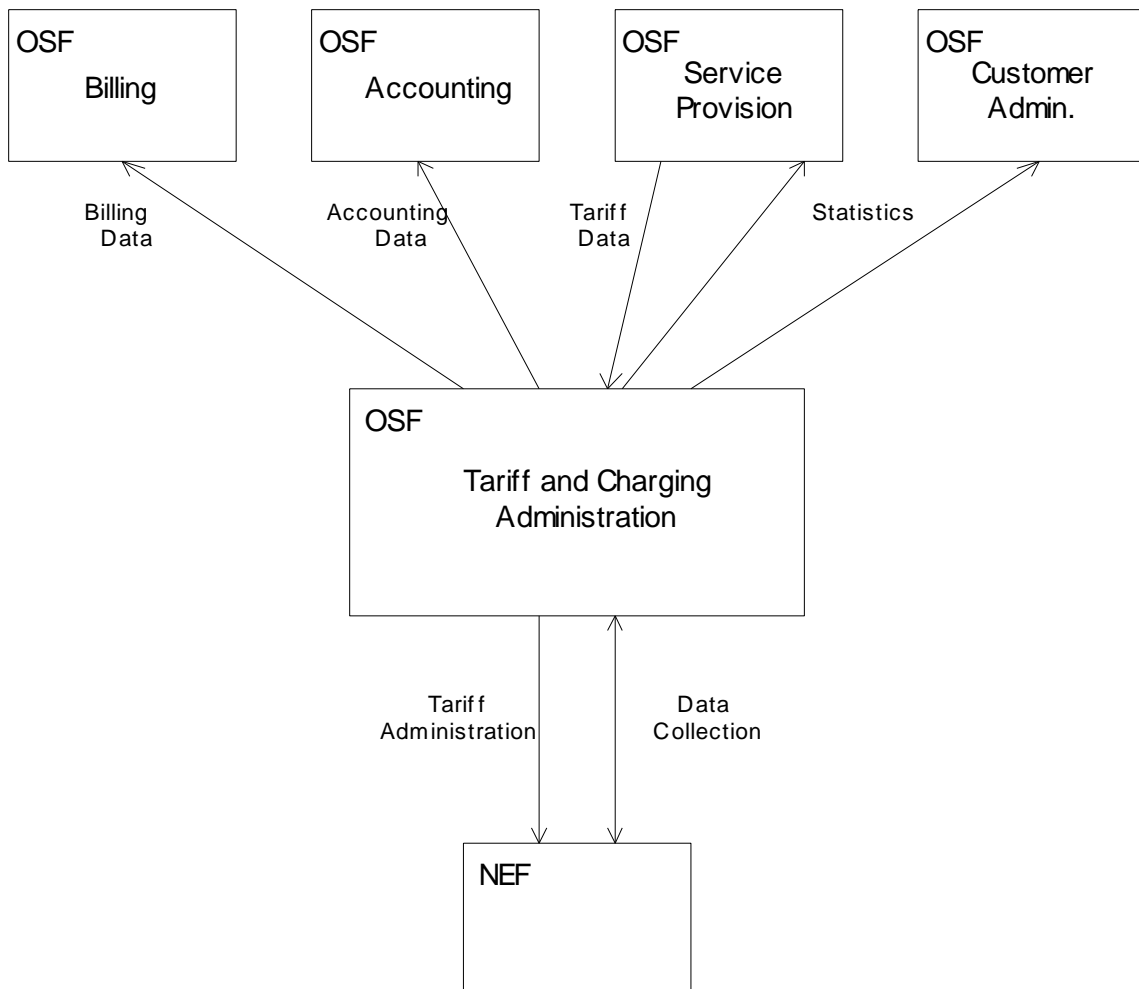 OSF
Billing
OSF
Accounting
OSF
Service
Provision
OSF
Customer
Admin.
Billing
Data
Accounting
Data
Tariff
Data
Statistics
OSF
Tariff and Charging
Administration
Tariff
Administration
Data
Collection
NEF